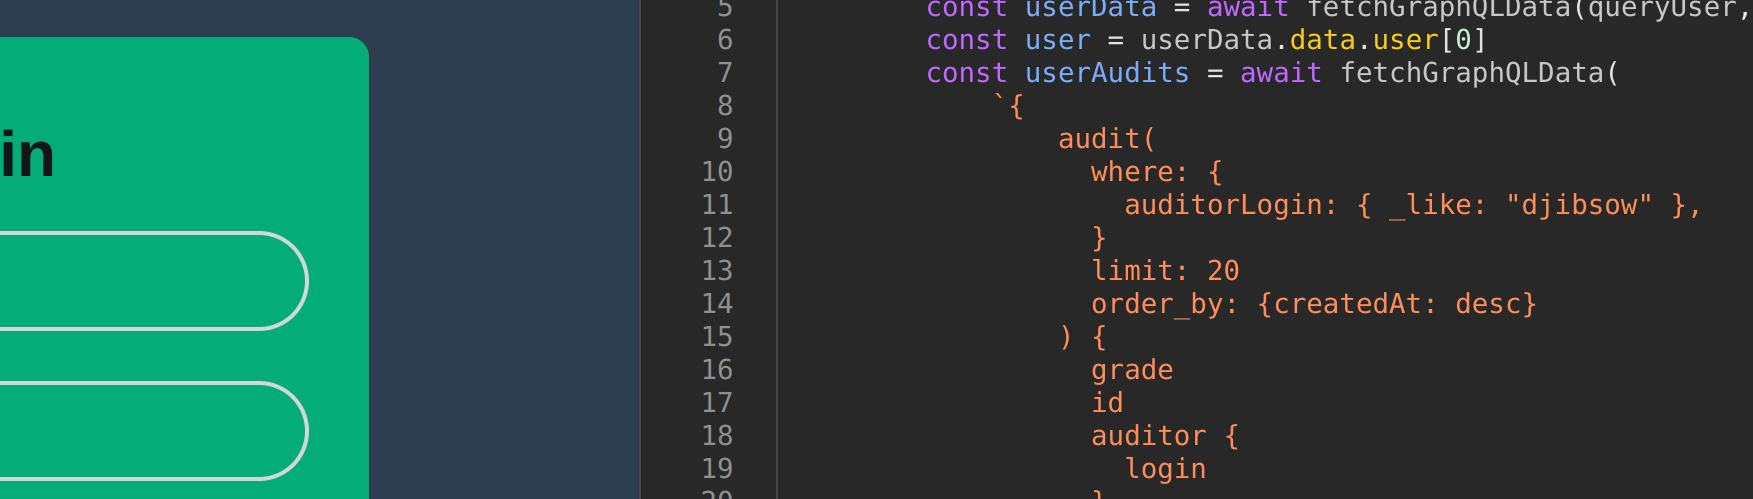 in
5 const userData = await fetchGraphQLData(queryUser,
6 const user = userData.data.user[0]
7 const userAudits = await fetchGraphQLData(
8 `{
9 audit(
10 where: {
11 auditorLogin: { _like: "djibsow" },
12 }
13 limit: 20
14 order_by: {createdAt: desc}
15 ) {
16 grade
17 id
18 auditor {
19 login
20 }